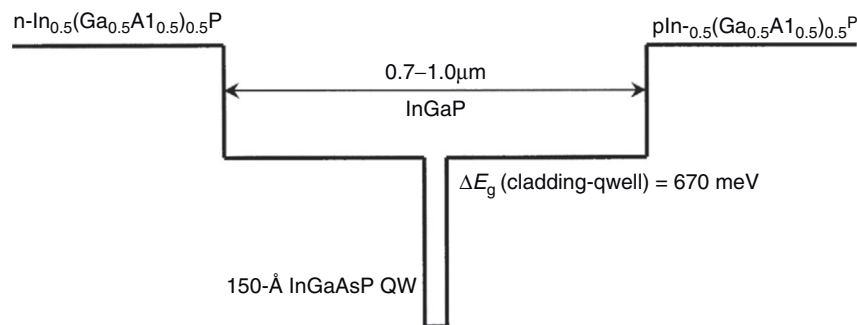 n-In₀.₅(Ga₀.₅A1₀.₅)₀.₅P
pIn-₀.₅(Ga₀.₅A1₀.₅)₀.₅ᴾ
0.7–1.0μm
InGaP
ΔE_g (cladding-qwell) = 670 meV
150-Å InGaAsP QW